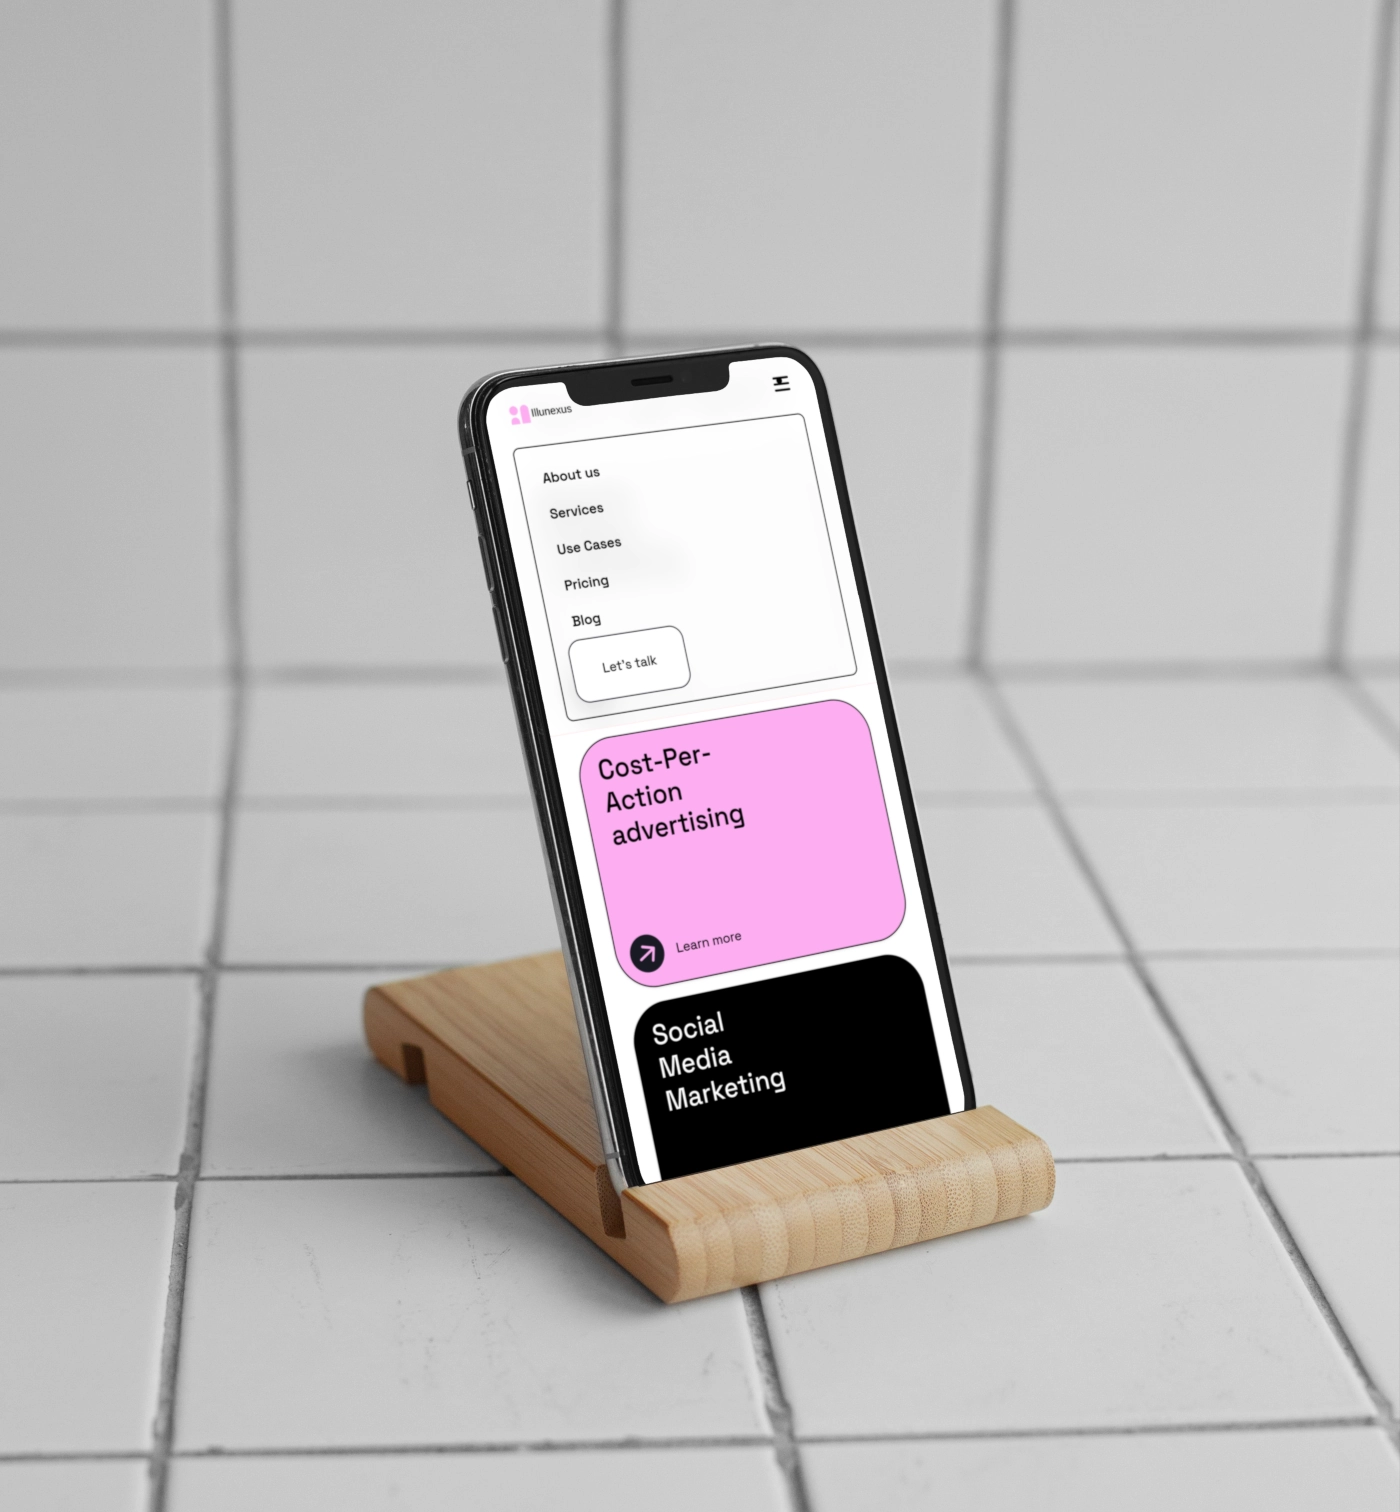 Illunexus
About us
Services
Use Cases
Pricing
Blog
Let's talk
Cost-Per-
Action
advertising
Learn more
Social
Media
Marketing